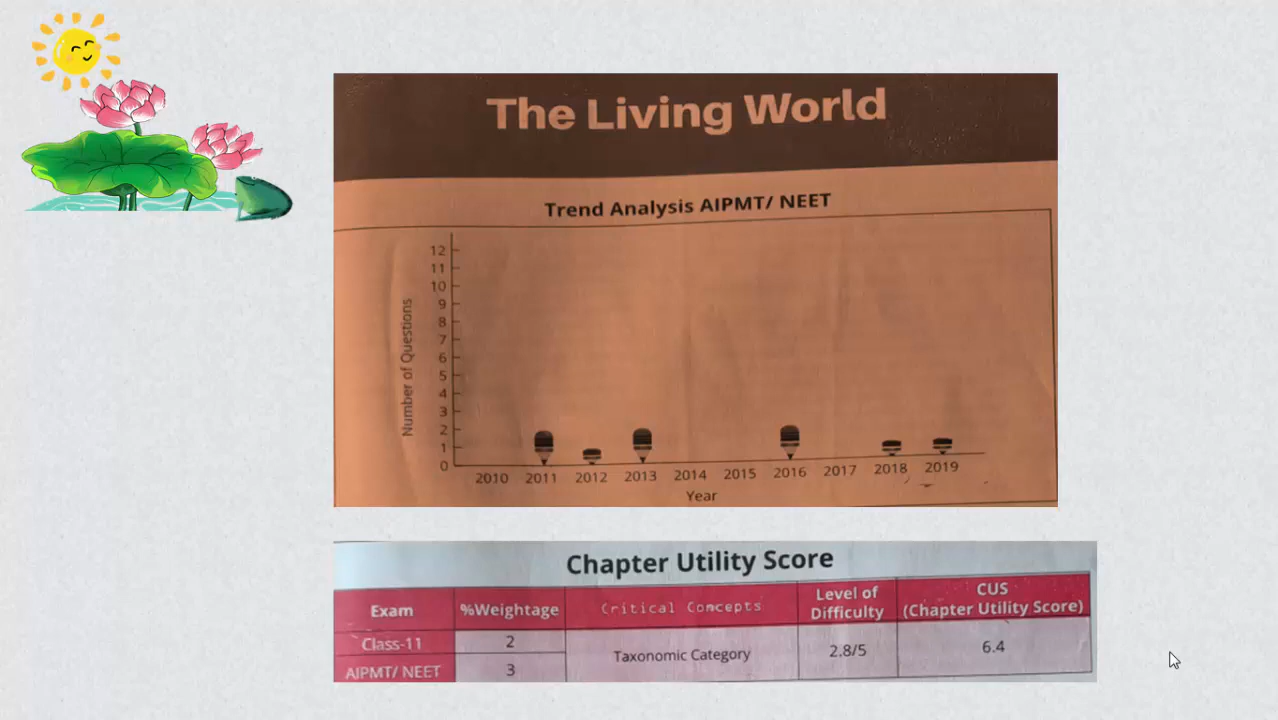 The Living World
Trend Analysis AIPMT/ NEET
Number of Questions
12
11
10
9
8
7
6
5
4
3
2
1
0
2010 2011 2012 2013 2014 2015 2016 2017 2018 2019
Year
Chapter Utility Score
Exam %Weightage Critical Concepts Level of Difficulty CUS (Chapter Utility Score)
Class-11 2 Taxonomic Category 2.8/5 6.4
AIPMT/ NEET 3